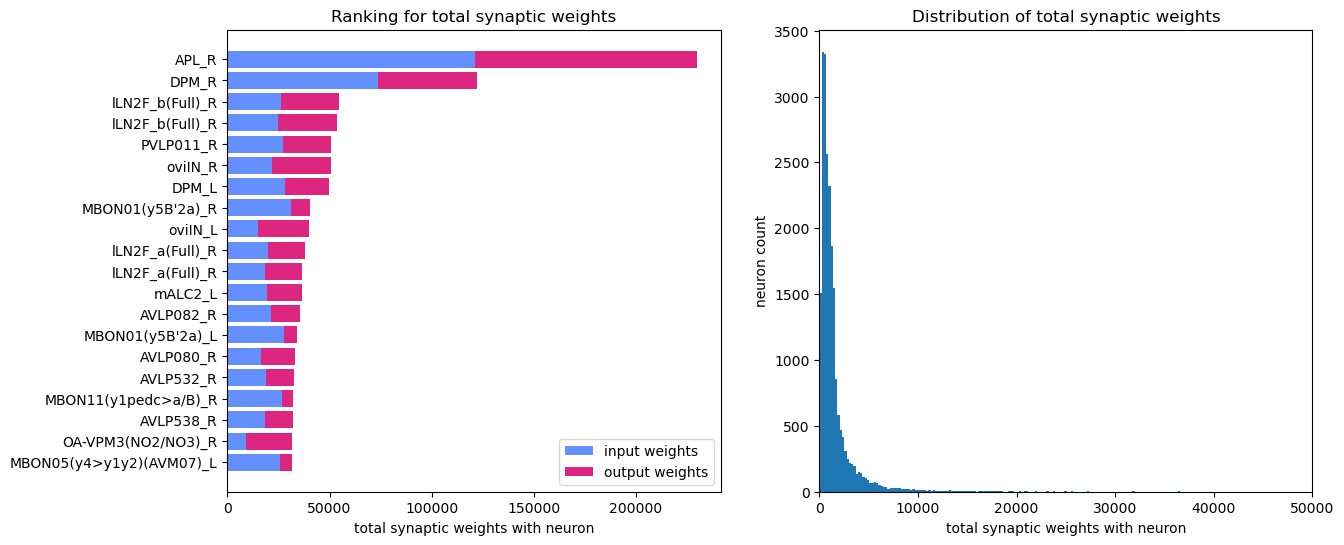 Ranking for total synaptic weights
APL_R
DPM_R
lLN2F_b(Full)_R
lLN2F_b(Full)_R
PVLP011_R
oviIN_R
DPM_L
MBON01(y5B'2a)_R
oviIN_L
lLN2F_a(Full)_R
lLN2F_a(Full)_R
mALC2_L
AVLP082_R
MBON01(y5B'2a)_L
AVLP080_R
AVLP532_R
MBON11(y1pedc>a/B)_R
AVLP538_R
OA-VPM3(NO2/NO3)_R
MBON05(y4>y1y2)(AVM07)_L
input weights
output weights
0 50000 100000 150000 200000
total synaptic weights with neuron
Distribution of total synaptic weights
3500
3000
2500
2000
1500
1000
500
0
neuron count
0 10000 20000 30000 40000 50000
total synaptic weights with neuron